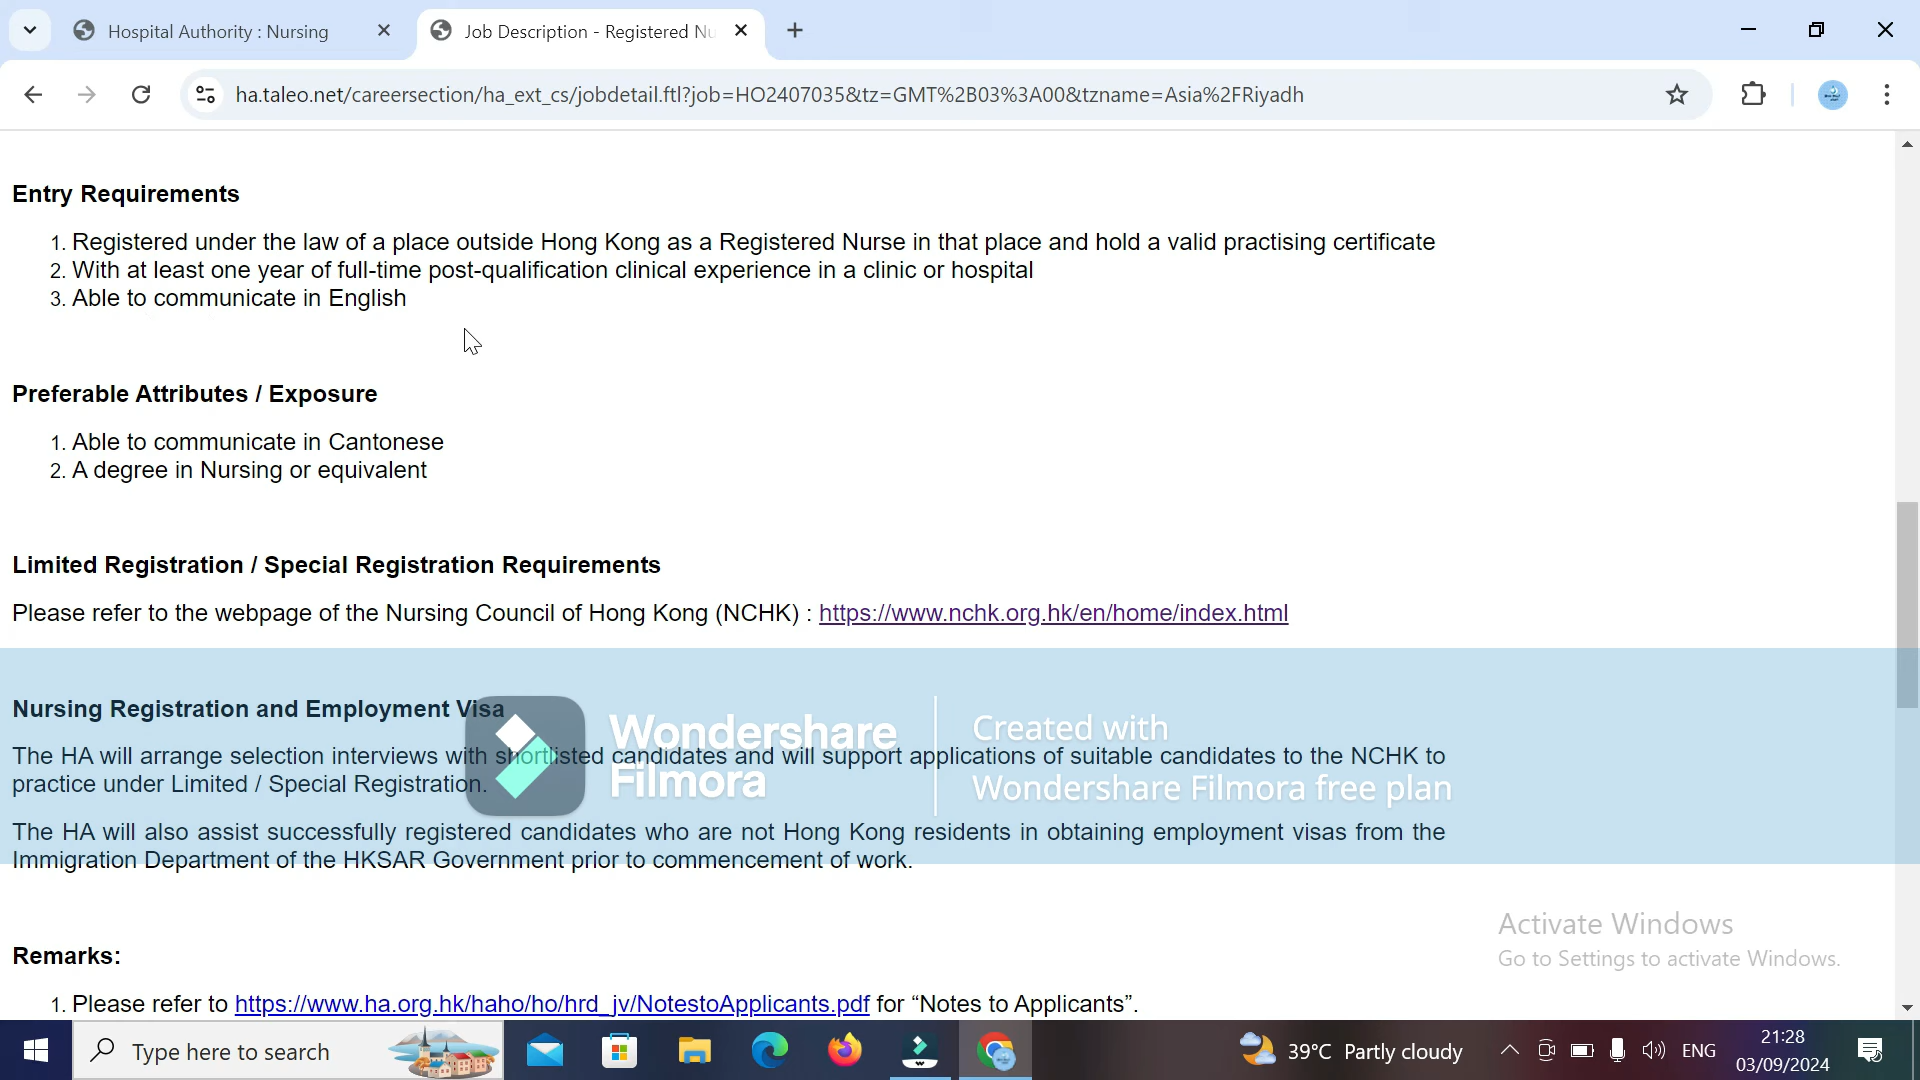 Hospital Authority : Nursing
Job Description - Registered Nu
ha.taleo.net/careersection/ha_ext_cs/jobdetail.ftl?job=HO2407035&tz=GMT%2B03%3A00&tzname=Asia%2FRiyadh
Entry Requirements
1. Registered under the law of a place outside Hong Kong as a Registered Nurse in that place and hold a valid practising certificate
2. With at least one year of full-time post-qualification clinical experience in a clinic or hospital
3. Able to communicate in English
Preferable Attributes / Exposure
1. Able to communicate in Cantonese
2. A degree in Nursing or equivalent
Limited Registration / Special Registration Requirements
Please refer to the webpage of the Nursing Council of Hong Kong (NCHK) : https://www.nchk.org.hk/en/home/index.html
Nursing Registration and Employment Visa
The HA will arrange selection interviews with shortlisted candidates and will support applications of suitable candidates to the NCHK to
practice under Limited / Special Registration.
Wondershare
Filmora
Created with
Wondershare Filmora free plan
The HA will also assist successfully registered candidates who are not Hong Kong residents in obtaining employment visas from the
Immigration Department of the HKSAR Government prior to commencement of work.
Activate Windows
Go to Settings to activate Windows.
Remarks:
1. Please refer to https://www.ha.org.hk/haho/ho/hrd_jv/NotestoApplicants.pdf for “Notes to Applicants”.
Type here to search
39°C Partly cloudy
ENG
21:28
03/09/2024